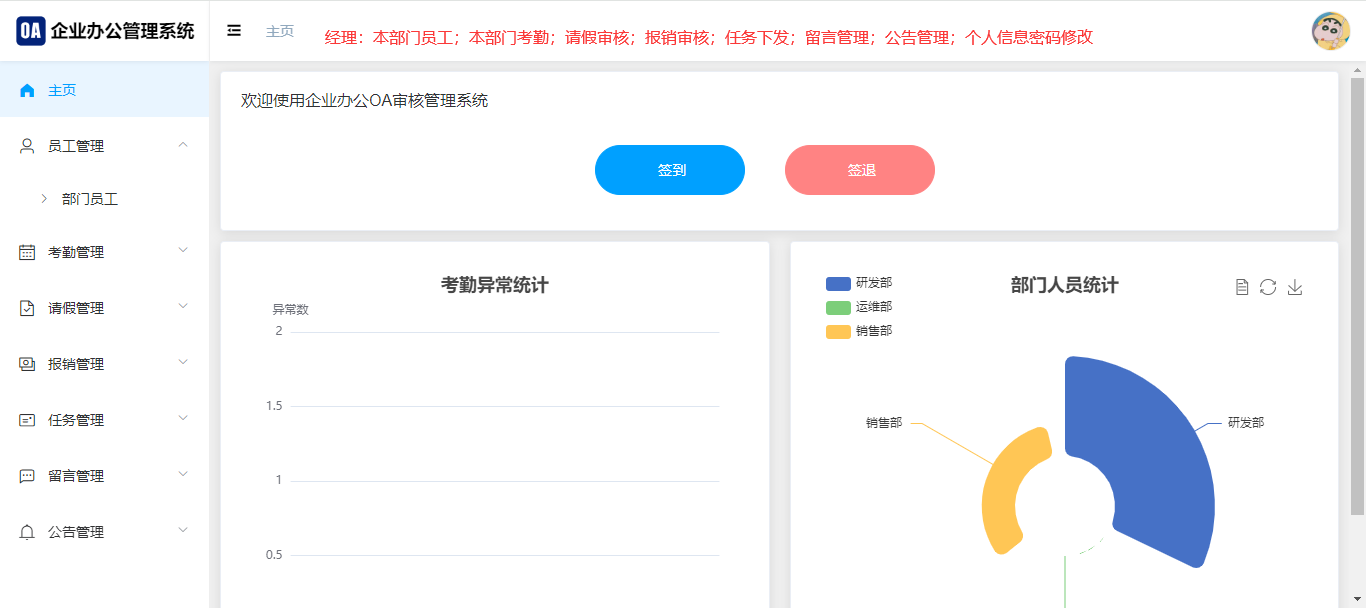 OA 企业办公管理系统
主页
经理：本部门员工；本部门考勤；请假审核；报销审核；任务下发；留言管理；公告管理；个人信息密码修改
主页
员工管理
部门员工
考勤管理
请假管理
报销管理
任务管理
留言管理
公告管理
欢迎使用企业办公OA审核管理系统
签到
签退
考勤异常统计
异常数
2
1.5
1
0.5
部门人员统计
研发部
运维部
销售部
销售部
研发部